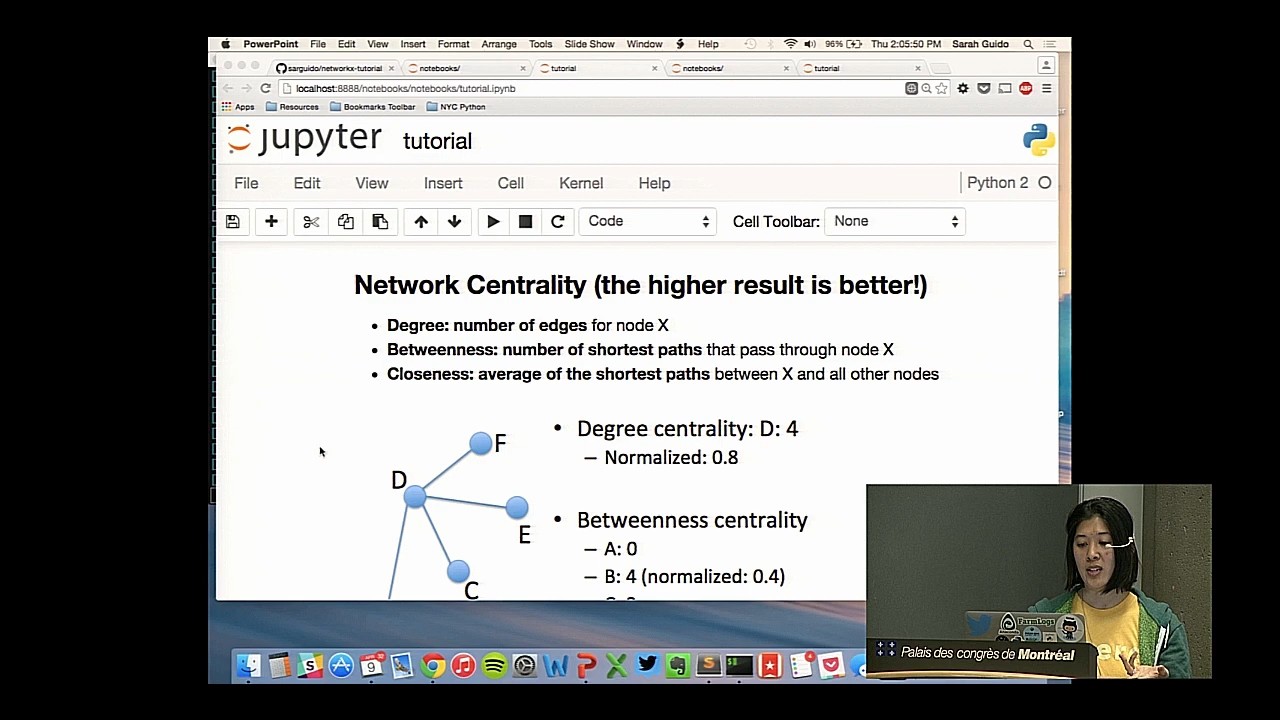 PowerPoint File Edit View Insert Format Arrange Tools Slide Show Window Help 96% Thu 2:05:50 PM Sarah Guido
sarguido/networkx-tutorial notebooks/ tutorial notebooks/ tutorial
localhost:8888/notebooks/notebooks/tutorial.ipynb
ABP
Apps Resources Bookmarks Toolbar NYC Python
jupyter tutorial
File Edit View Insert Cell Kernel Help Python 2
Code Cell Toolbar: None
Network Centrality (the higher result is better!)
• Degree: number of edges for node X
• Betweenness: number of shortest paths that pass through node X
• Closeness: average of the shortest paths between X and all other nodes
• Degree centrality: D: 4
F
– Normalized: 0.8
D
• Betweenness centrality
E
– A: 0
– B: 4 (normalized: 0.4)
C
FarmLogs
Palais des congrès de Montréal